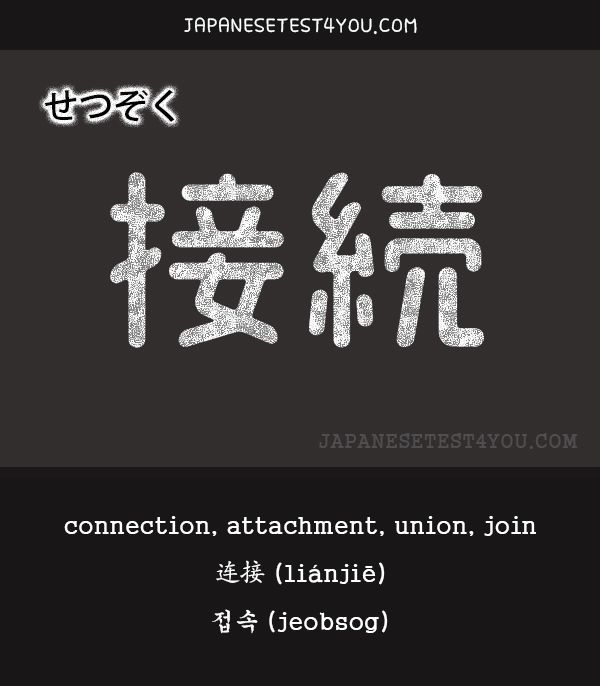 JAPANESETEST4YOU.COM
せつぞく
接続
JAPANESETEST4YOU.COM
connection, attachment, union, join
连接 (liánjiē)
접속 (jeobsog)